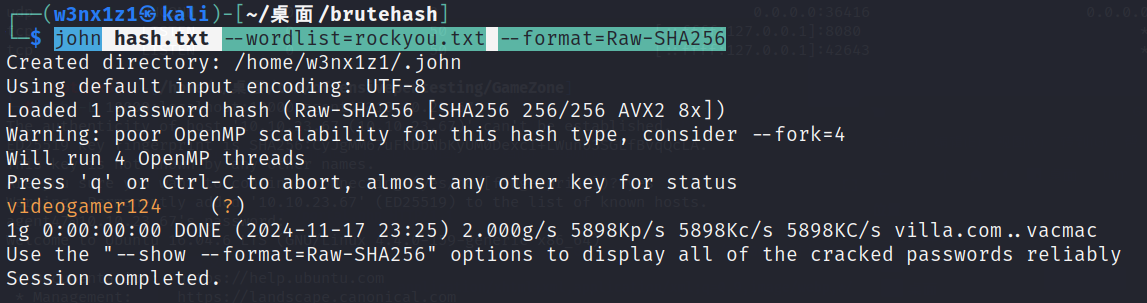 ┌──(w3nx1z1㉿kali)-[~/桌面/brutehash]
└─$ john hash.txt --wordlist=rockyou.txt --format=Raw-SHA256
Created directory: /home/w3nx1z1/.john
Using default input encoding: UTF-8
Loaded 1 password hash (Raw-SHA256 [SHA256 256/256 AVX2 8x])
Warning: poor OpenMP scalability for this hash type, consider --fork=4
Will run 4 OpenMP threads
Press 'q' or Ctrl-C to abort, almost any other key for status
videogamer124    (?)
1g 0:00:00:00 DONE (2024-11-17 23:25) 2.000g/s 5898Kp/s 5898Kc/s 5898KC/s villa.com..vacmac
Use the "--show --format=Raw-SHA256" options to display all of the cracked passwords reliably
Session completed.